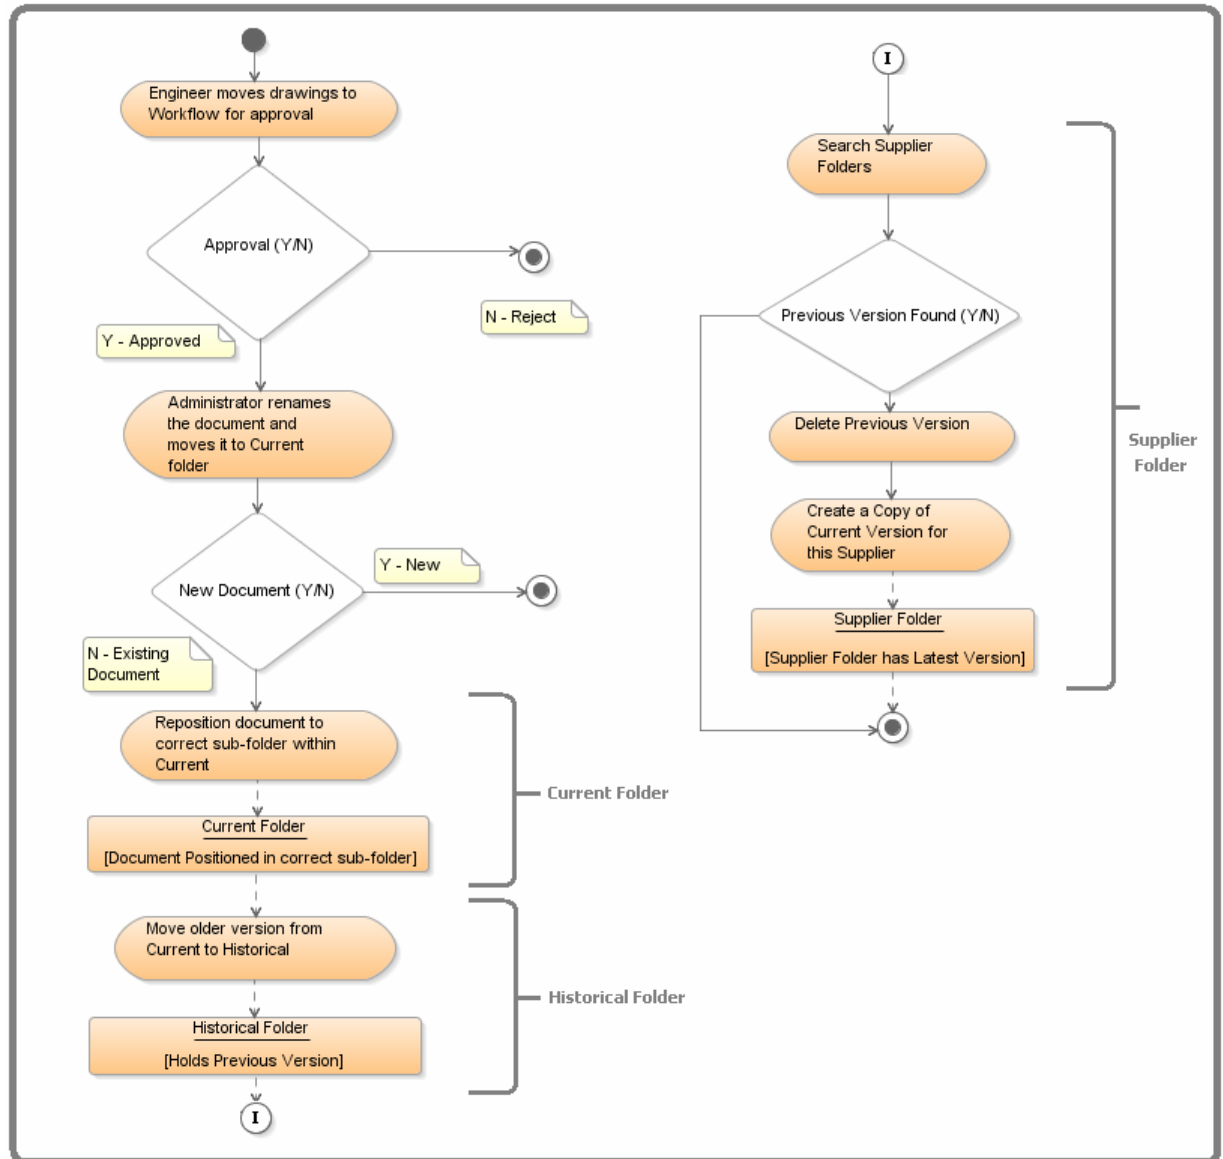 Engineer moves drawings to
Workflow for approval
Approval (Y/N)
N - Reject
Y - Approved
Administrator renames
the document and
moves it to Current
folder
Y - New
New Document (Y/N)
N - Existing
Document
Reposition document to
correct sub-folder within
Current
Current Folder
[Document Positioned in correct sub-folder]
Current Folder
Move older version from
Current to Historical
Historical Folder
[Holds Previous Version]
Historical Folder
I
I
Search Supplier
Folders
Previous Version Found (Y/N)
Delete Previous Version
Create a Copy of
Current Version for
this Supplier
Supplier Folder
[Supplier Folder has Latest Version]
Supplier
Folder